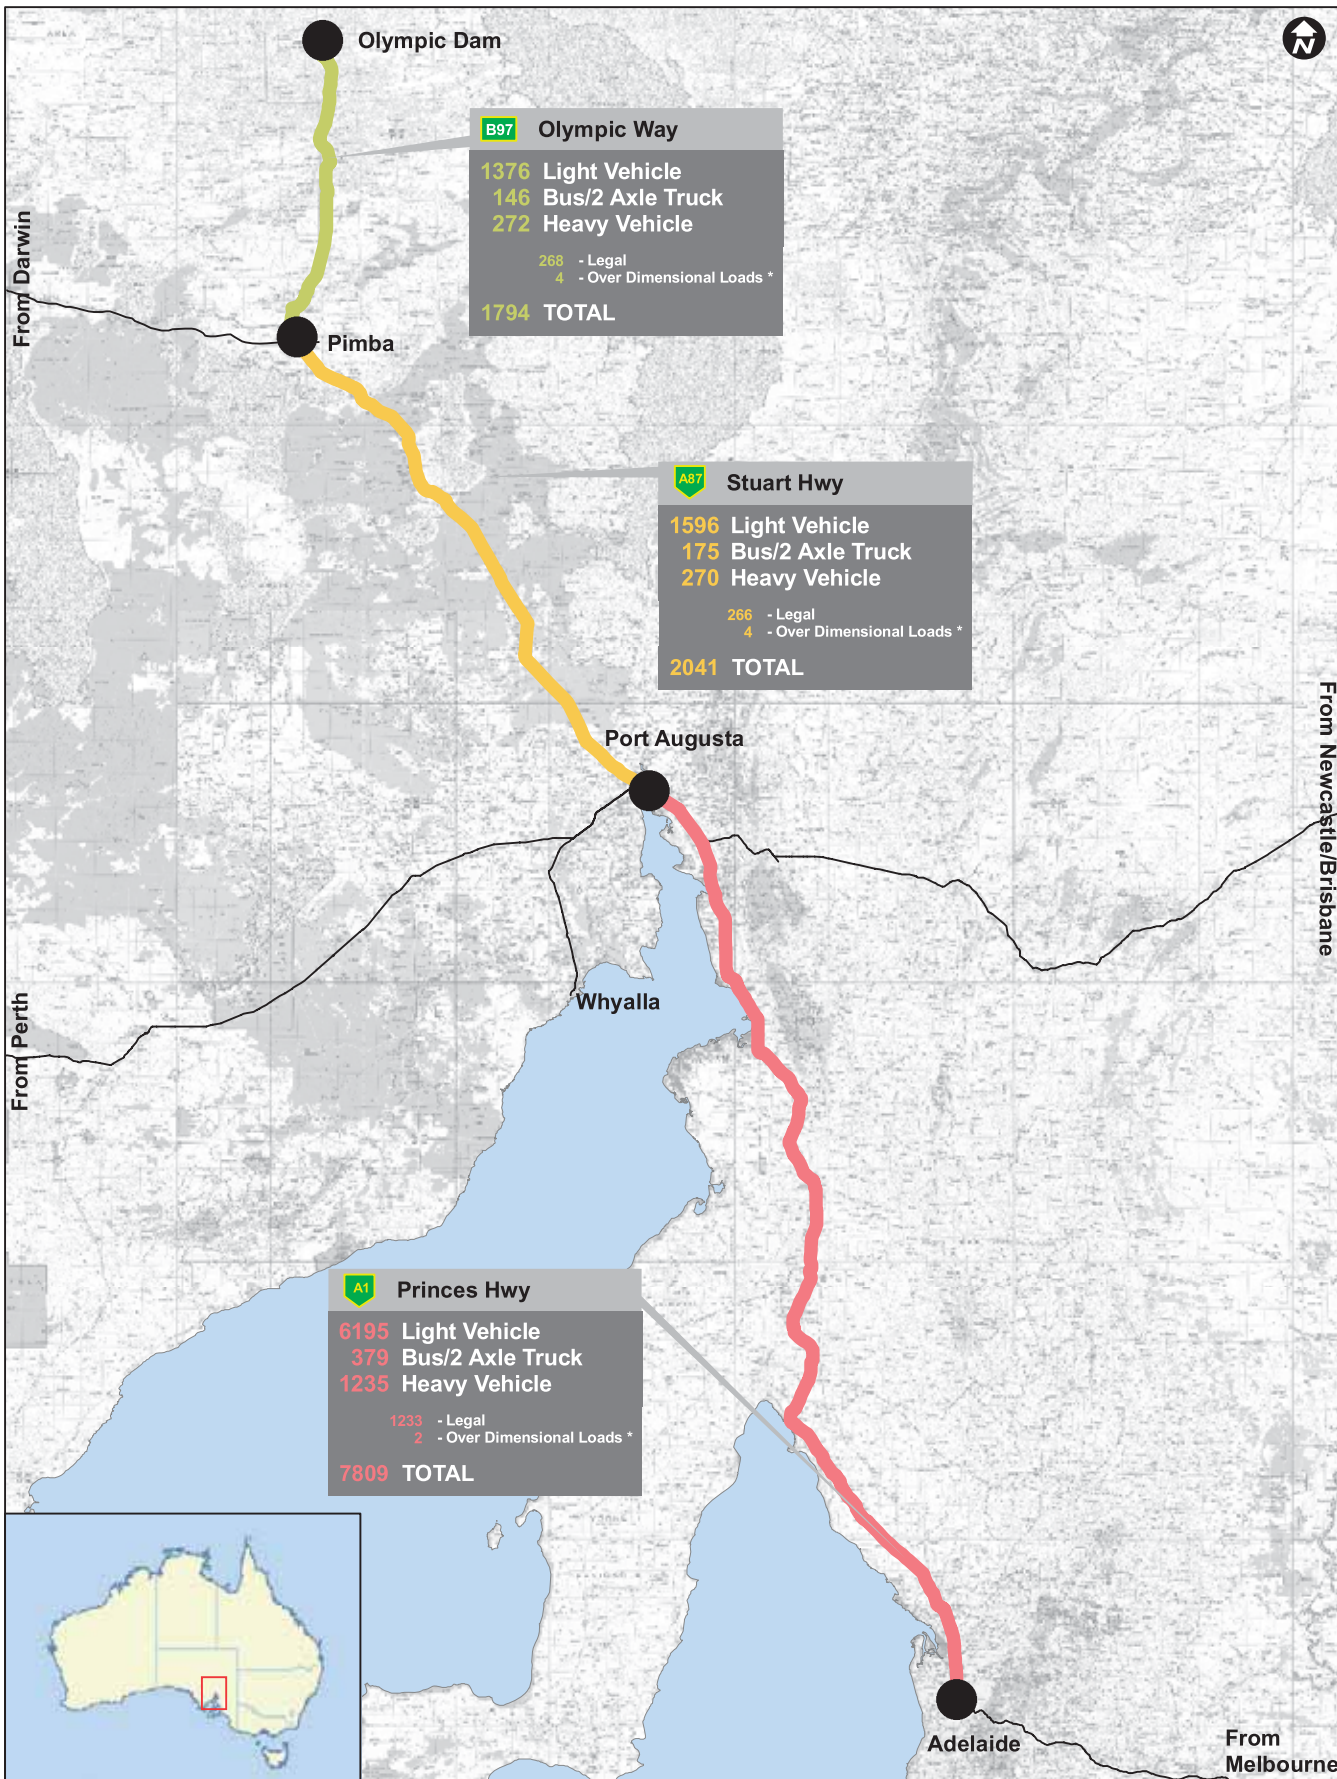 Olympic Dam
N
B97 Olympic Way
1376 Light Vehicle
146 Bus/2 Axle Truck
272 Heavy Vehicle
268 - Legal
4 - Over Dimensional Loads *
1794 TOTAL
From Darwin
Pimba
A87 Stuart Hwy
1596 Light Vehicle
175 Bus/2 Axle Truck
270 Heavy Vehicle
266 - Legal
4 - Over Dimensional Loads *
2041 TOTAL
Port Augusta
From Newcastle/Brisbane
Whyalla
From Perth
A1 Princes Hwy
6195 Light Vehicle
379 Bus/2 Axle Truck
1235 Heavy Vehicle
1233 - Legal
2 - Over Dimensional Loads *
7809 TOTAL
Adelaide
From
Melbourne